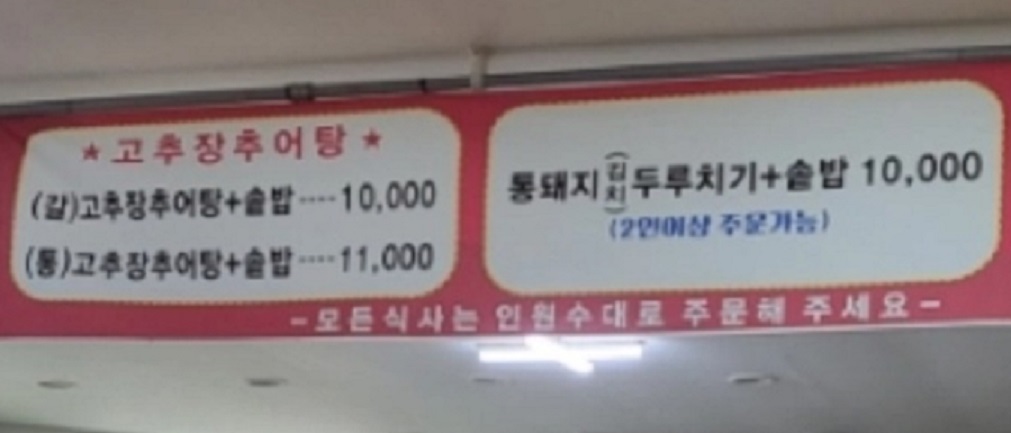 ★ 고추장추어탕 ★
(갈)고추장추어탕+솥밥----10,000
(통)고추장추어탕+솥밥----11,000
통돼지(김치)두루치기+솥밥 10,000
(2인이상 주문가능)
-모든식사는 인원수대로 주문해 주세요-